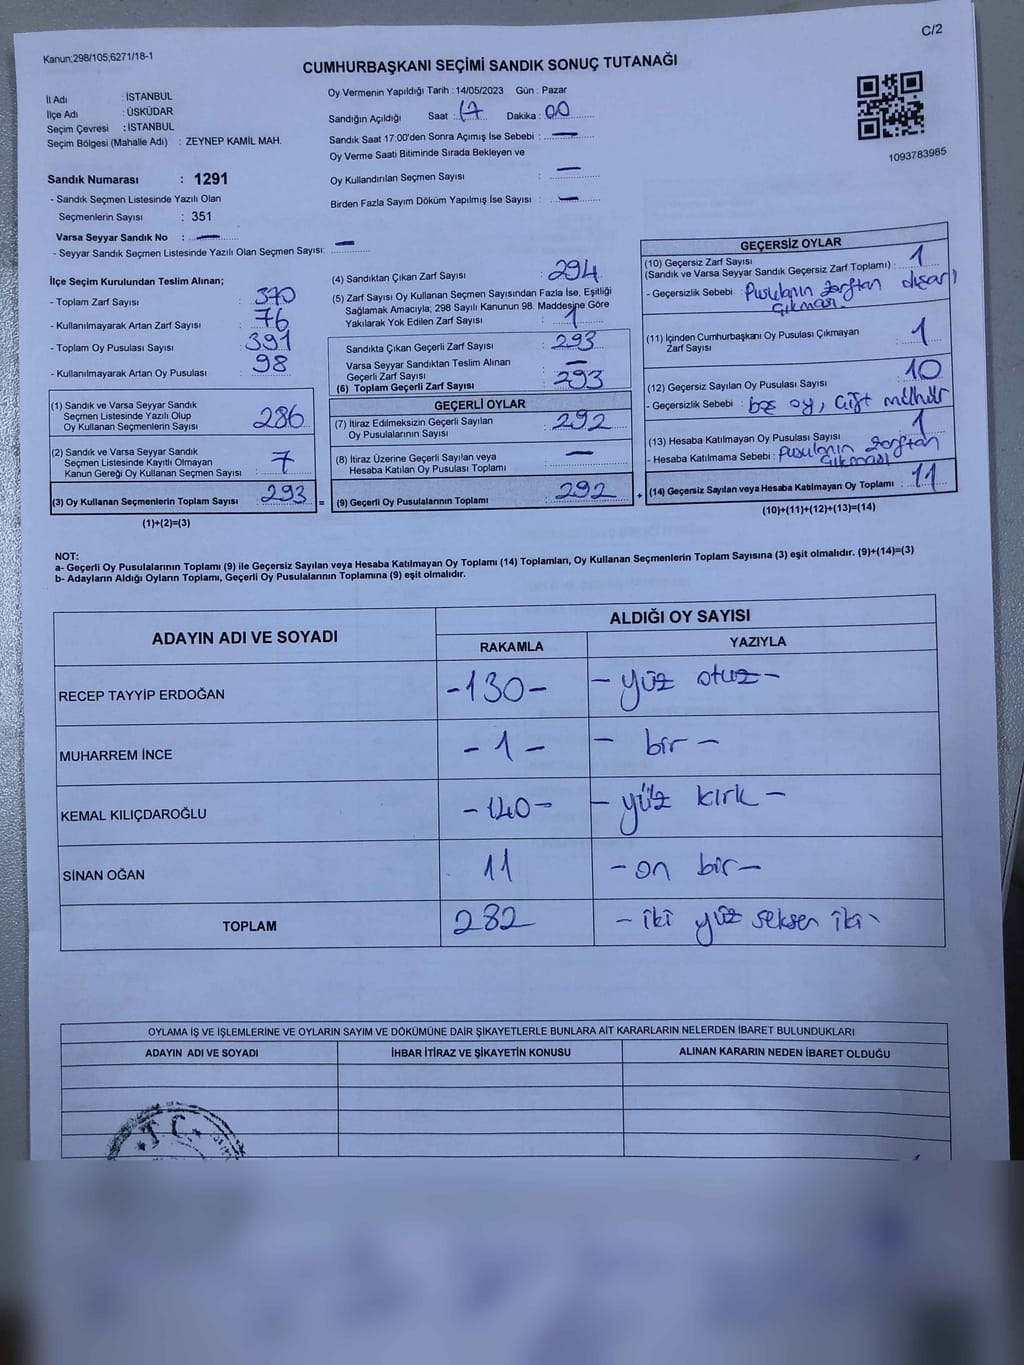 C/2
Kanun;298/105;6271/18-1
CUMHURBAŞKANI SEÇİMİ SANDIK SONUÇ TUTANAĞI
İl Adı : İSTANBUL
İlçe Adı : ÜSKÜDAR
Seçim Çevresi : İSTANBUL
Seçim Bölgesi (Mahalle Adı) : ZEYNEP KAMİL MAH.
Sandık Numarası : 1291
- Sandık Seçmen Listesinde Yazılı Olan
Seçmenlerin Sayısı : 351
Varsa Seyyar Sandık No : —
- Seyyar Sandık Seçmen Listesinde Yazılı Olan Seçmen Sayısı: —
Oy Vermenin Yapıldığı Tarih : 14/05/2023 Gün : Pazar
Sandığın Açıldığı Saat : 17 Dakika : 00
Sandık Saat 17:00'den Sonra Açımış İse Sebebi : —
Oy Verme Saati Bitiminde Sırada Bekleyen ve
Oy Kullandırılan Seçmen Sayısı : —
Birden Fazla Sayım Döküm Yapılmış İse Sayısı : —
1093783985
İlçe Seçim Kurulundan Teslim Alınan;
- Toplam Zarf Sayısı : 370
- Kullanılmayarak Artan Zarf Sayısı : 76
- Toplam Oy Pusulası Sayısı : 391
- Kullanılmayarak Artan Oy Pusulası : 98
(1) Sandık ve Varsa Seyyar Sandık
Seçmen Listesinde Yazılı Olup
Oy Kullanan Seçmenlerin Sayısı : 286
(2) Sandık ve Varsa Seyyar Sandık
Seçmen Listesinde Kayıtlı Olmayan
Kanun Gereği Oy Kullanan Seçmen Sayısı : 7
(3) Oy Kullanan Seçmenlerin Toplam Sayısı : 293 =
(1)+(2)=(3)
(4) Sandıktan Çıkan Zarf Sayısı : 294
(5) Zarf Sayısı Oy Kullanan Seçmen Sayısından Fazla İse, Eşitliği
Sağlamak Amacıyla; 298 Sayılı Kanunun 98. Maddesine Göre
Yakılarak Yok Edilen Zarf Sayısı : 1
Sandıkta Çıkan Geçerli Zarf Sayısı : 293
Varsa Seyyar Sandıktan Teslim Alınan
Geçerli Zarf Sayısı : —
(6) Toplam Geçerli Zarf Sayısı : 293
GEÇERLİ OYLAR
(7) İtiraz Edilmeksizin Geçerli Sayılan
Oy Pusulalarının Sayısı : 292
(8) İtiraz Üzerine Geçerli Sayılan veya
Hesaba Katılan Oy Pusulası Toplamı : —
(9) Geçerli Oy Pusulalarının Toplamı : 292 +
GEÇERSİZ OYLAR
(10) Geçersiz Zarf Sayısı
(Sandık ve Varsa Seyyar Sandık Geçersiz Zarf Toplamı) : 1
- Geçersizlik Sebebi : Pusulanın zarftan dışarı
çıkması.
(11) İçinden Cumhurbaşkanı Oy Pusulası Çıkmayan
Zarf Sayısı : 1
(12) Geçersiz Sayılan Oy Pusulası Sayısı : 10
- Geçersizlik Sebebi : boş oy, çift mühür
(13) Hesaba Katılmayan Oy Pusulası Sayısı : 1
- Hesaba Katılmama Sebebi : Pusulanın zarftan
çıkması
(14) Geçersiz Sayılan veya Hesaba Katılmayan Oy Toplamı : 11
(10)+(11)+(12)+(13)=(14)
NOT:
a- Geçerli Oy Pusulalarının Toplamı (9) ile Geçersiz Sayılan veya Hesaba Katılmayan Oy Toplamı (14) Toplamları, Oy Kullanan Seçmenlerin Toplam Sayısına (3) eşit olmalıdır. (9)+(14)=(3)
b- Adayların Aldığı Oyların Toplamı, Geçerli Oy Pusulalarının Toplamına (9) eşit olmalıdır.
ADAYIN ADI VE SOYADI
ALDIĞI OY SAYISI
RAKAMLA YAZIYLA
RECEP TAYYİP ERDOĞAN -130- - yüz otuz -
MUHARREM İNCE - 1 - - bir -
KEMAL KILIÇDAROĞLU - 140 - - yüz kırk -
SİNAN OĞAN 11 - on bir -
TOPLAM 282 - iki yüz seksen iki -
OYLAMA İŞ VE İŞLEMLERİNE VE OYLARIN SAYIM VE DÖKÜMÜNE DAİR ŞİKAYETLERLE BUNLARA AİT KARARLARIN NELERDEN İBARET BULUNDUKLARI
ADAYIN ADI VE SOYADI İHBAR İTİRAZ VE ŞİKAYETİN KONUSU ALINAN KARARIN NEDEN İBARET OLDUĞU
T.C.